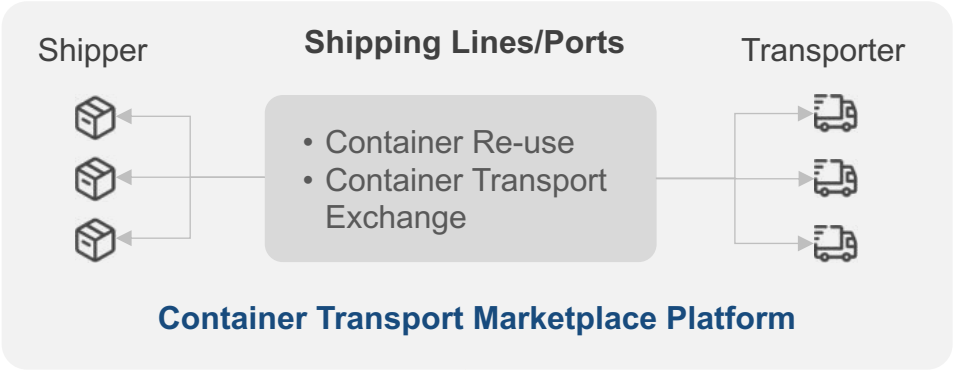 Shipper
Shipping Lines/Ports
Transporter
• Container Re-use
• Container Transport
Exchange
Container Transport Marketplace Platform